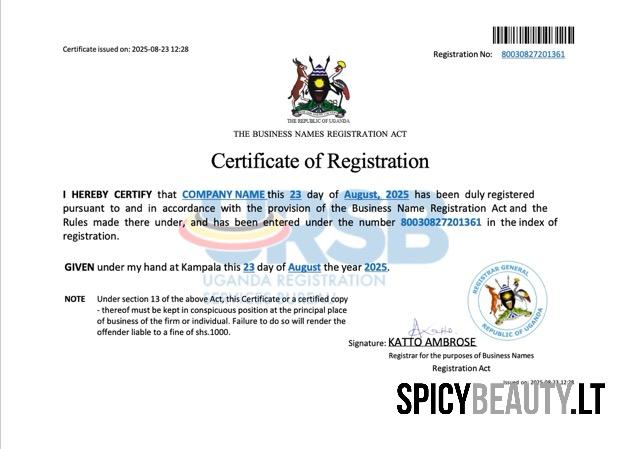 Certificate issued on: 2025-08-23 12:28
Registration No: 80030827201361
THE REPUBLIC OF UGANDA
THE BUSINESS NAMES REGISTRATION ACT
Certificate of Registration
I HEREBY CERTIFY that COMPANY NAME this 23 day of August, 2025 has been duly registered
pursuant to and in accordance with the provision of the Business Name Registration Act and the
Rules made there under, and has been entered under the number 80030827201361 in the index of
registration.
URSB
UGANDA REGISTRATION
SERVICES BUREAU
GIVEN under my hand at Kampala this 23 day of August the year 2025.
NOTE Under section 13 of the above Act, this Certificate or a certified copy
- thereof must be kept in conspicuous position at the principal place
of business of the firm or individual. Failure to do so will render the
offender liable to a fine of shs.1000.
REGISTRAR GENERAL
REPUBLIC OF UGANDA
Signature: KATTO AMBROSE
Registrar for the purposes of Business Names
Registration Act
Issued on: 2025-08-23 12:28
SPICYBEAUTY.LT